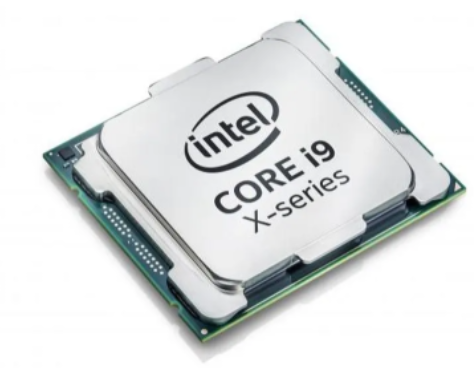 intel
CORE i9
X-series